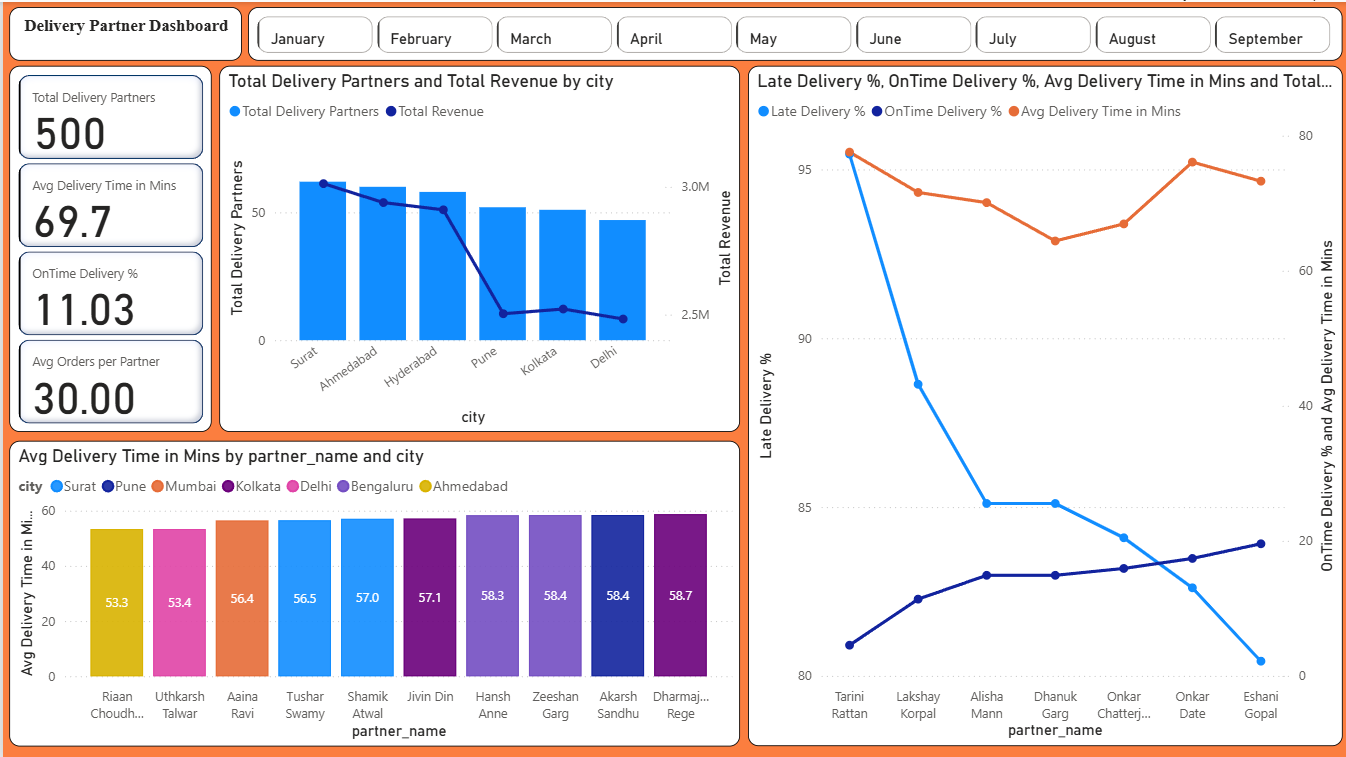 Delivery Partner Dashboard
January
February
March
April
May
June
July
August
September
Total Delivery Partners
500
Avg Delivery Time in Mins
69.7
OnTime Delivery %
11.03
Avg Orders per Partner
30.00
Total Delivery Partners and Total Revenue by city
Total Delivery Partners
Total Revenue
Total Delivery Partners
50
0
3.0M
2.5M
Total Revenue
Surat
Ahmedabad
Hyderabad
Pune
Kolkata
Delhi
city
Late Delivery %, OnTime Delivery %, Avg Delivery Time in Mins and Total...
Late Delivery %
OnTime Delivery %
Avg Delivery Time in Mins
Late Delivery %
95
90
85
80
80
60
40
20
0
OnTime Delivery % and Avg Delivery Time in Mins
Tarini
Rattan
Lakshay
Korpal
Alisha
Mann
Dhanuk
Garg
Onkar
Chatterj...
Onkar
Date
Eshani
Gopal
partner_name
Avg Delivery Time in Mins by partner_name and city
city
Surat
Pune
Mumbai
Kolkata
Delhi
Bengaluru
Ahmedabad
Avg Delivery Time in Mi...
60
40
20
0
53.3
53.4
56.4
56.5
57.0
57.1
58.3
58.4
58.4
58.7
Riaan
Choudh...
Uthkarsh
Talwar
Aaina
Ravi
Tushar
Swamy
Shamik
Atwal
Jivin Din
Hansh
Anne
Zeeshan
Garg
Akarsh
Sandhu
Dharmaj...
Rege
partner_name